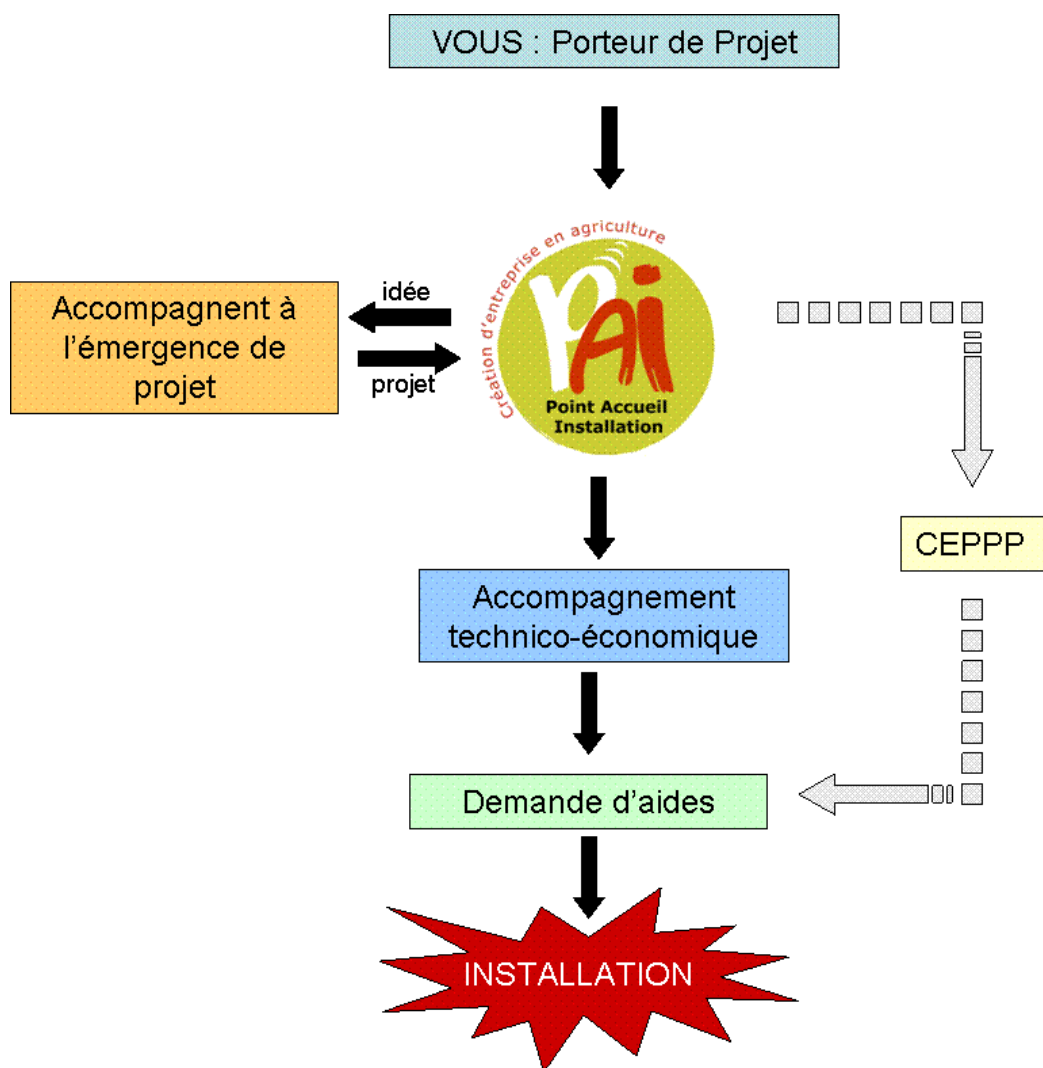 VOUS : Porteur de Projet
Création d'entreprise en agriculture
PAi
Point Accueil
Installation
idée
projet
Accompagnent à
l'émergence de
projet
CEPPP
Accompagnement
technico-économique
Demande d'aides
INSTALLATION